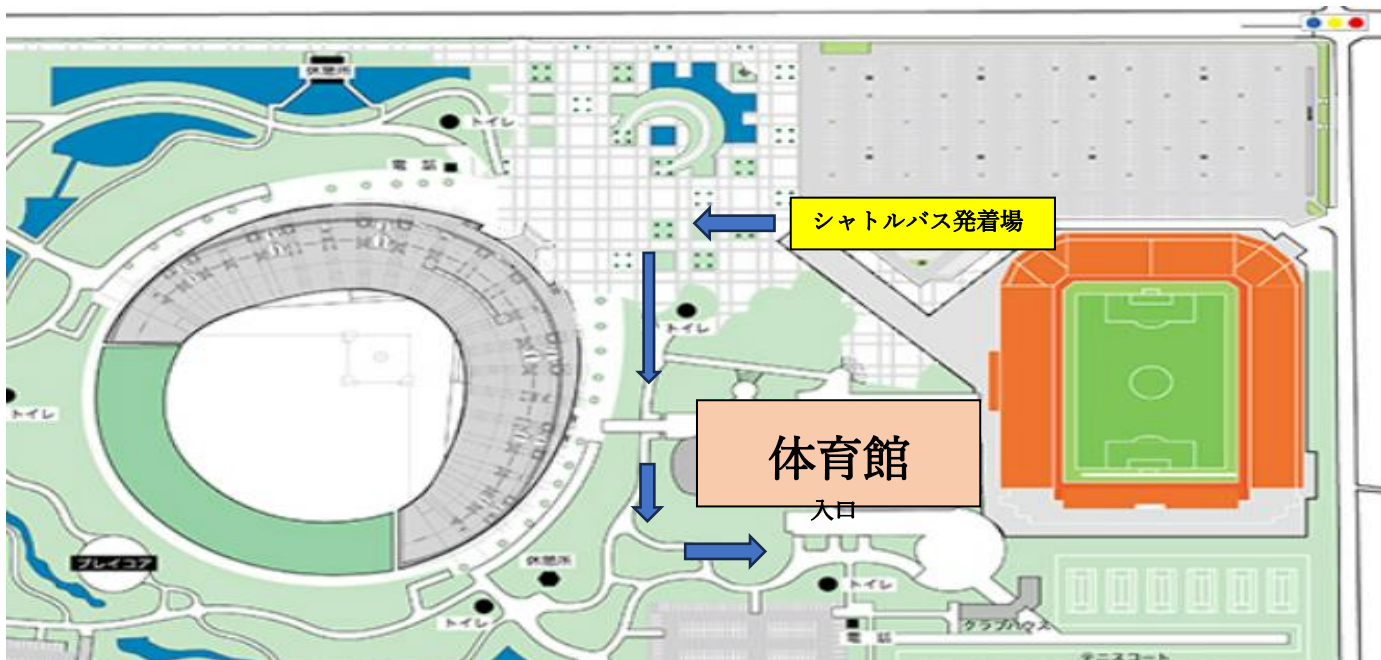 休憩所
トイレ
電話
シャトルバス発着場
トイレ
トイレ
体育館
入口
プレイコア
休憩所
トイレ
トイレ
電話
クラブハウス
テニスコート